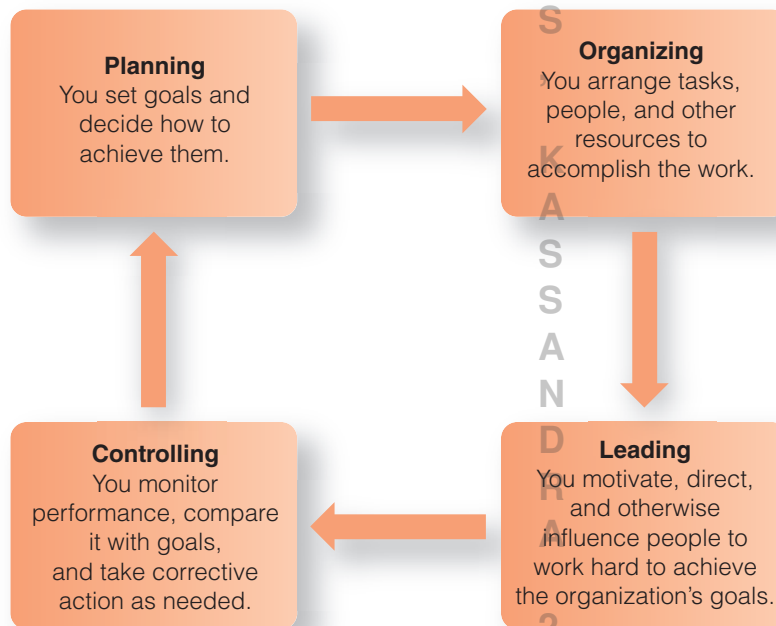 Planning
You set goals and
decide how to
achieve them.
Organizing
You arrange tasks,
people, and other
resources to
accomplish the work.
Controlling
You monitor
performance, compare
it with goals,
and take corrective
action as needed.
Leading
You motivate, direct,
and otherwise
influence people to
work hard to achieve
the organization's goals.
S, KASSANDRA 2